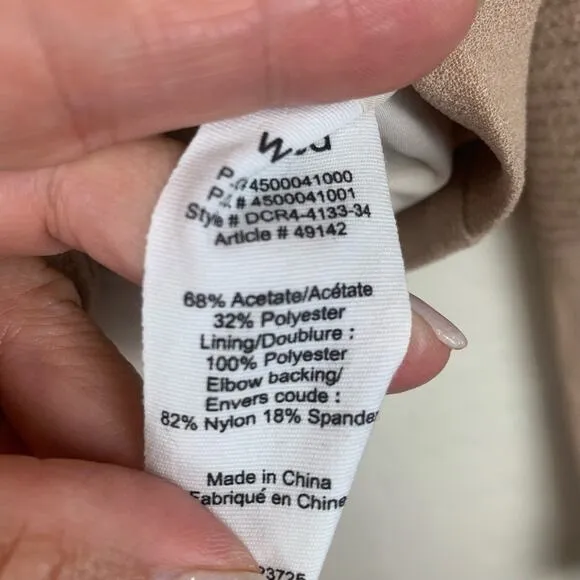 4500041000
# 4500041001
Style # DCR4-4133-34
Article # 49142
68% Acetate/Acétate
32% Polyester
Lining/Doublure :
100% Polyester
Elbow backing/
Envers coude :
82% Nylon 18% Spandex
Made in China
Fabriqué en Chine